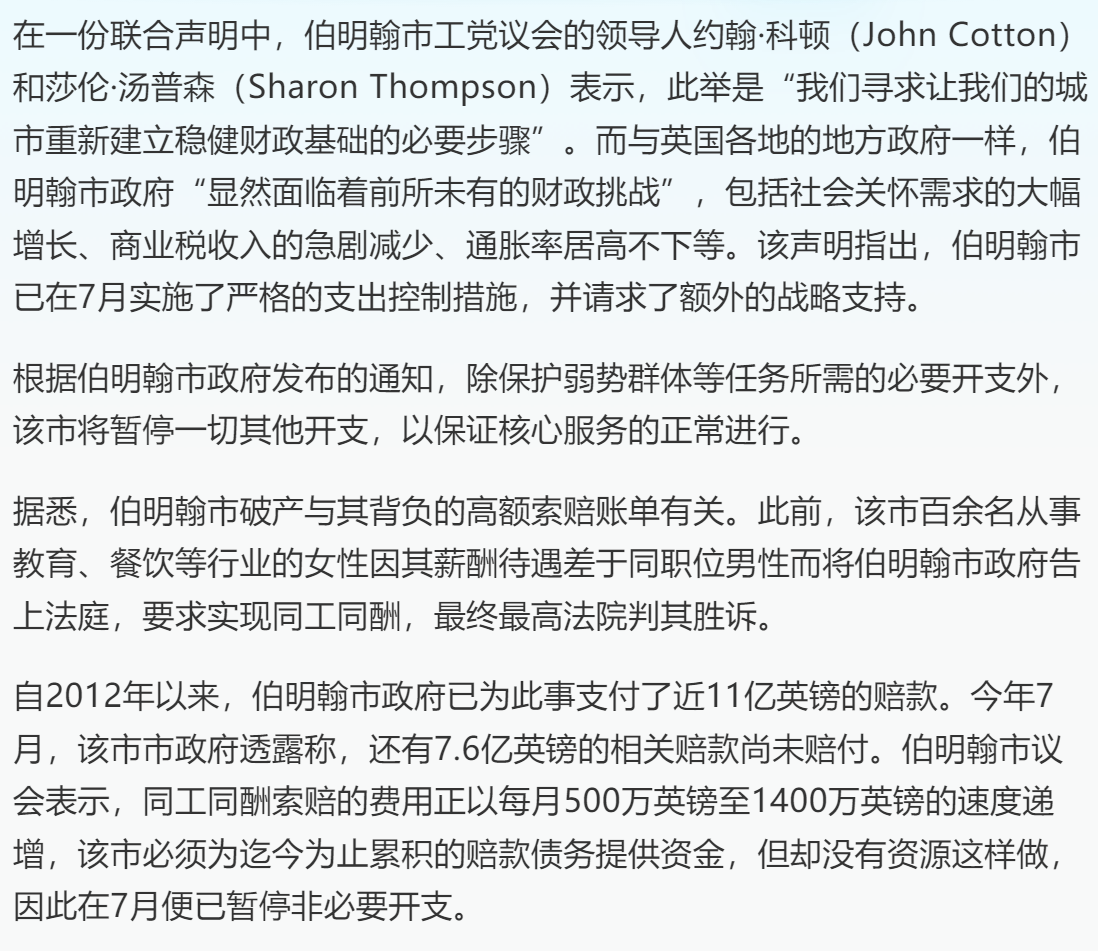 在一份联合声明中，伯明翰市工党议会的领导人约翰·科顿（John Cotton）
和莎伦·汤普森（Sharon Thompson）表示，此举是“我们寻求让我们的城
市重新建立稳健财政基础的必要步骤”。而与英国各地的地方政府一样，伯
明翰市政府“显然面临着前所未有的财政挑战”，包括社会关怀需求的大幅
增长、商业税收入的急剧减少、通胀率居高不下等。该声明指出，伯明翰市
已在7月实施了严格的支出控制措施，并请求了额外的战略支持。
根据伯明翰市政府发布的通知，除保护弱势群体等任务所需的必要开支外，
该市将暂停一切其他开支，以保证核心服务的正常进行。
据悉，伯明翰市破产与其背负的高额索赔账单有关。此前，该市百余名从事
教育、餐饮等行业的女性因其薪酬待遇差于同职位男性而将伯明翰市政府告
上法庭，要求实现同工同酬，最终最高法院判其胜诉。
自2012年以来，伯明翰市政府已为此事支付了近11亿英镑的赔款。今年7
月，该市市政府透露称，还有7.6亿英镑的相关赔款尚未赔付。伯明翰市议
会表示，同工同酬索赔的费用正以每月500万英镑至1400万英镑的速度递
增，该市必须为迄今为止累积的赔款债务提供资金，但却没有资源这样做，
因此在7月便已暂停非必要开支。